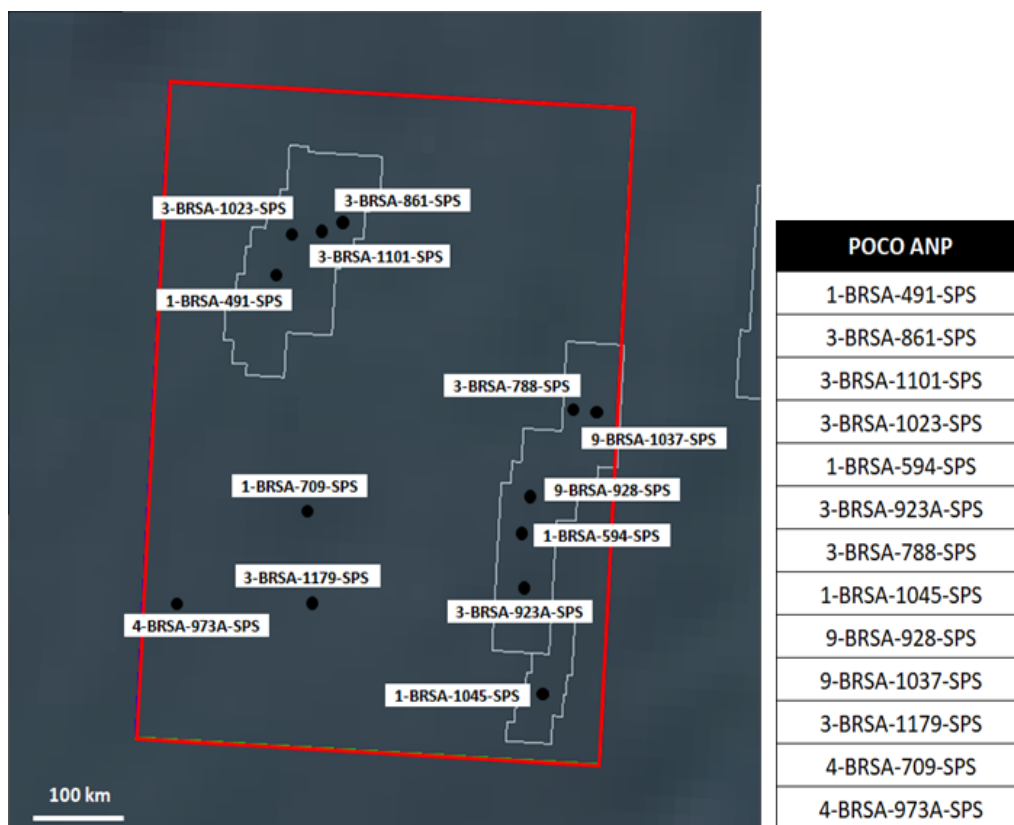 3-BRSA-861-SPS
3-BRSA-1023-SPS
3-BRSA-1101-SPS
1-BRSA-491-SPS
3-BRSA-788-SPS
9-BRSA-1037-SPS
1-BRSA-709-SPS
9-BRSA-928-SPS
1-BRSA-594-SPS
3-BRSA-1179-SPS
3-BRSA-923A-SPS
4-BRSA-973A-SPS
1-BRSA-1045-SPS
100 km
POCO ANP
1-BRSA-491-SPS
3-BRSA-861-SPS
3-BRSA-1101-SPS
3-BRSA-1023-SPS
1-BRSA-594-SPS
3-BRSA-923A-SPS
3-BRSA-788-SPS
1-BRSA-1045-SPS
9-BRSA-928-SPS
9-BRSA-1037-SPS
3-BRSA-1179-SPS
4-BRSA-709-SPS
4-BRSA-973A-SPS